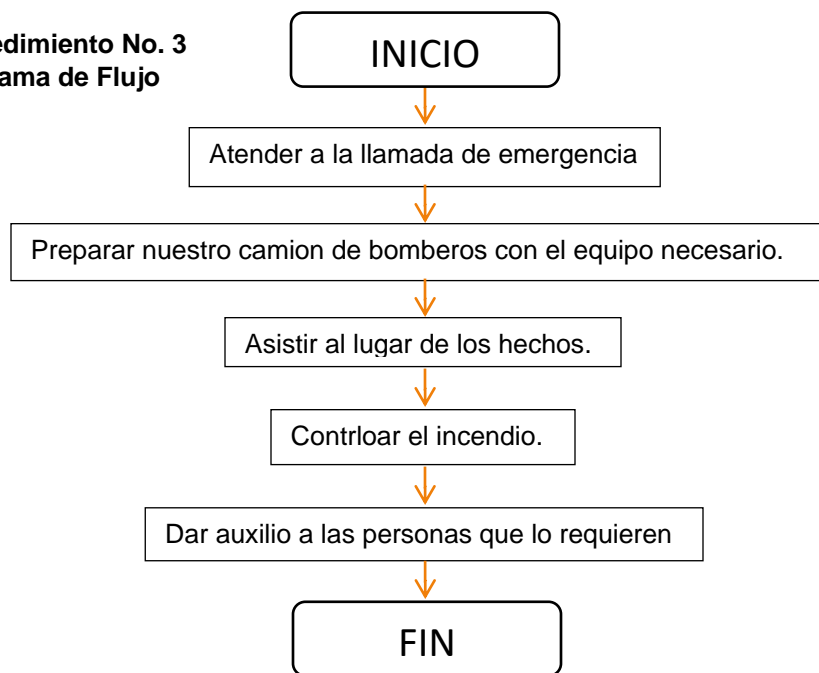 edimiento No. 3
ama de Flujo
INICIO
Atender a la llamada de emergencia
Preparar nuestro camion de bomberos con el equipo necesario.
Asistir al lugar de los hechos.
Contrloar el incendio.
Dar auxilio a las personas que lo requieren
FIN